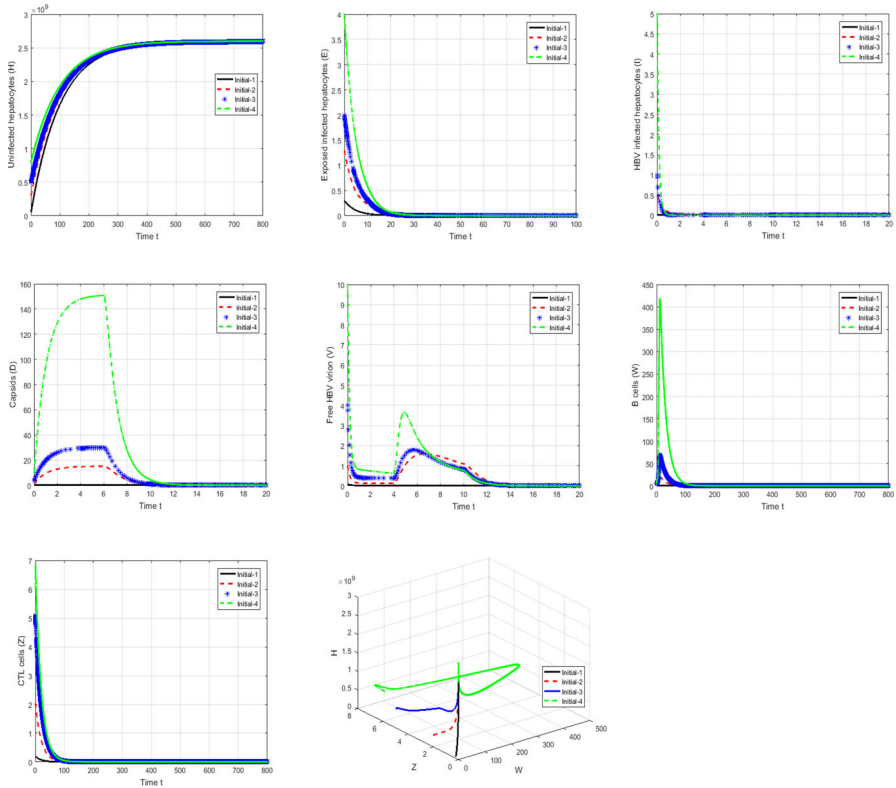 ×10⁹
3
2.5
2
1.5
1
0.5
0
Uninfected hepatocytes (H)
Initial-1
Initial-2
Initial-3
Initial-4
0 100 200 300 400 500 600 700 800
Time t
4
3.5
3
2.5
2
1.5
1
0.5
0
Exposed infected hepatocytes (E)
Initial-1
Initial-2
Initial-3
Initial-4
0 10 20 30 40 50 60 70 80 90 100
Time t
5
4.5
4
3.5
3
2.5
2
1.5
1
0.5
0
HBV infected hepatocytes (I)
Initial-1
Initial-2
Initial-3
Initial-4
0 2 4 6 8 10 12 14 16 18 20
Time t
160
140
120
100
80
60
40
20
0
Capsids (D)
Initial-1
Initial-2
Initial-3
Initial-4
0 2 4 6 8 10 12 14 16 18 20
Time t
10
9
8
7
6
5
4
3
2
1
0
Free HBV virion (V)
Initial-1
Initial-2
Initial-3
Initial-4
0 2 4 6 8 10 12 14 16 18 20
Time t
450
400
350
300
250
200
150
100
50
0
B cells (W)
Initial-1
Initial-2
Initial-3
Initial-4
0 100 200 300 400 500 600 700 800
Time t
7
6
5
4
3
2
1
0
CTL cells (Z)
Initial-1
Initial-2
Initial-3
Initial-4
0 100 200 300 400 500 600 700 800
Time t
×10⁹
3
2.5
2
1.5
1
0.5
0
H
Initial-1
Initial-2
Initial-3
Initial-4
8
6
4
2
0
Z
0
100
200
300
400
500
W